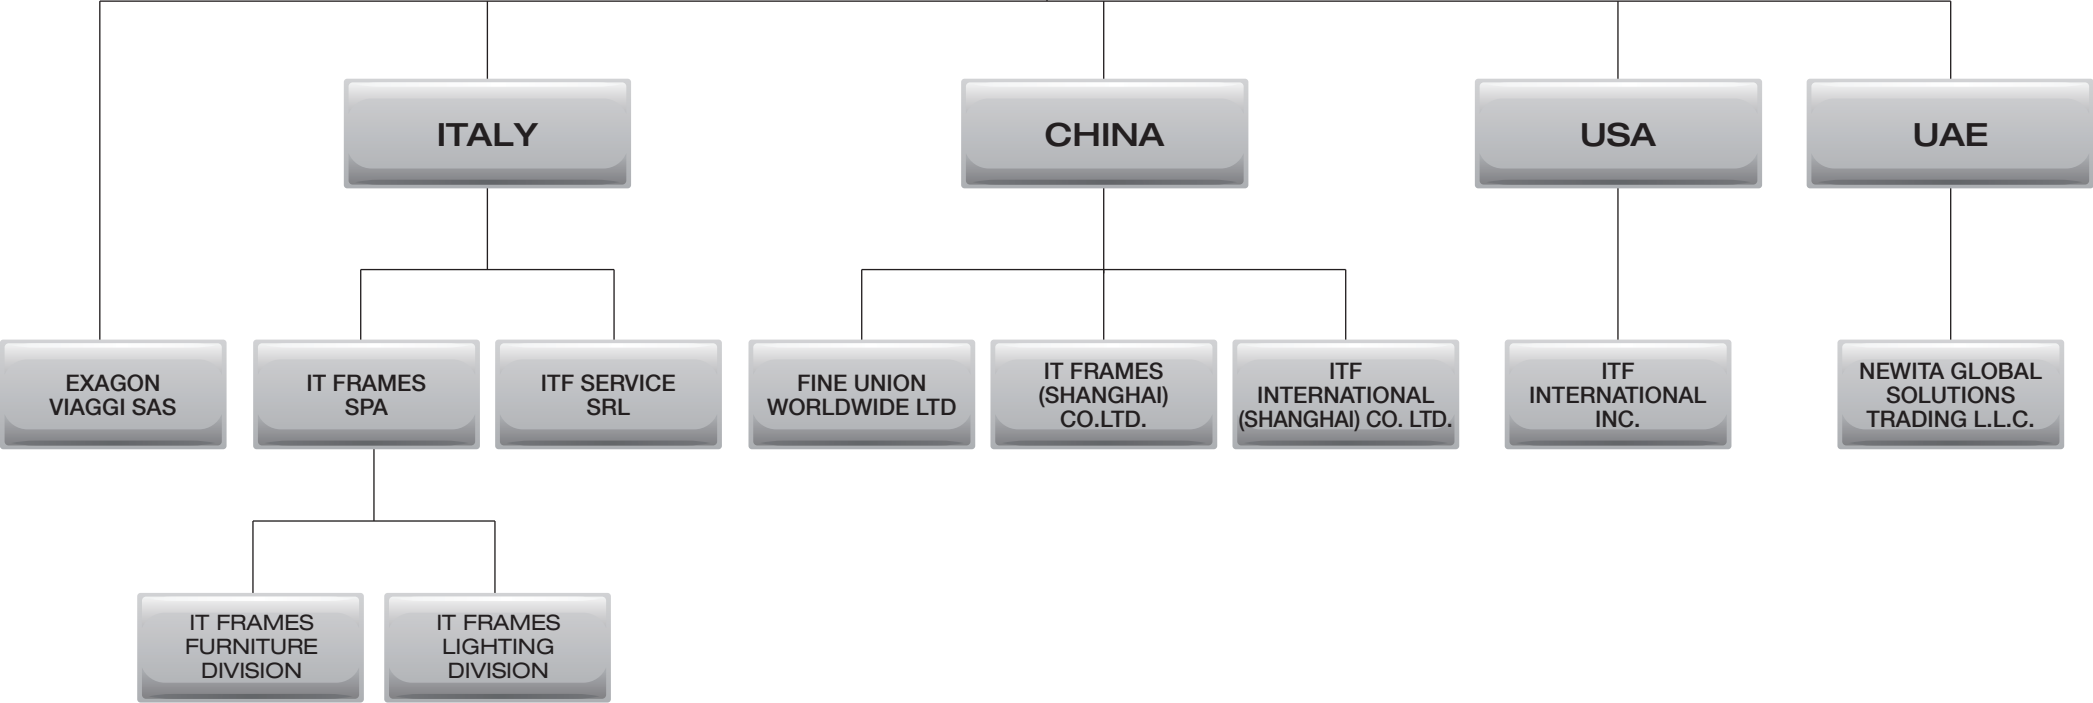 ITALY
CHINA
USA
UAE
EXAGON
VIAGGI SAS
IT FRAMES
SPA
ITF SERVICE
SRL
FINE UNION
WORLDWIDE LTD
IT FRAMES
(SHANGHAI)
CO.LTD.
ITF
INTERNATIONAL
(SHANGHAI) CO. LTD.
ITF
INTERNATIONAL
INC.
NEWITA GLOBAL
SOLUTIONS
TRADING L.L.C.
IT FRAMES
FURNITURE
DIVISION
IT FRAMES
LIGHTING
DIVISION